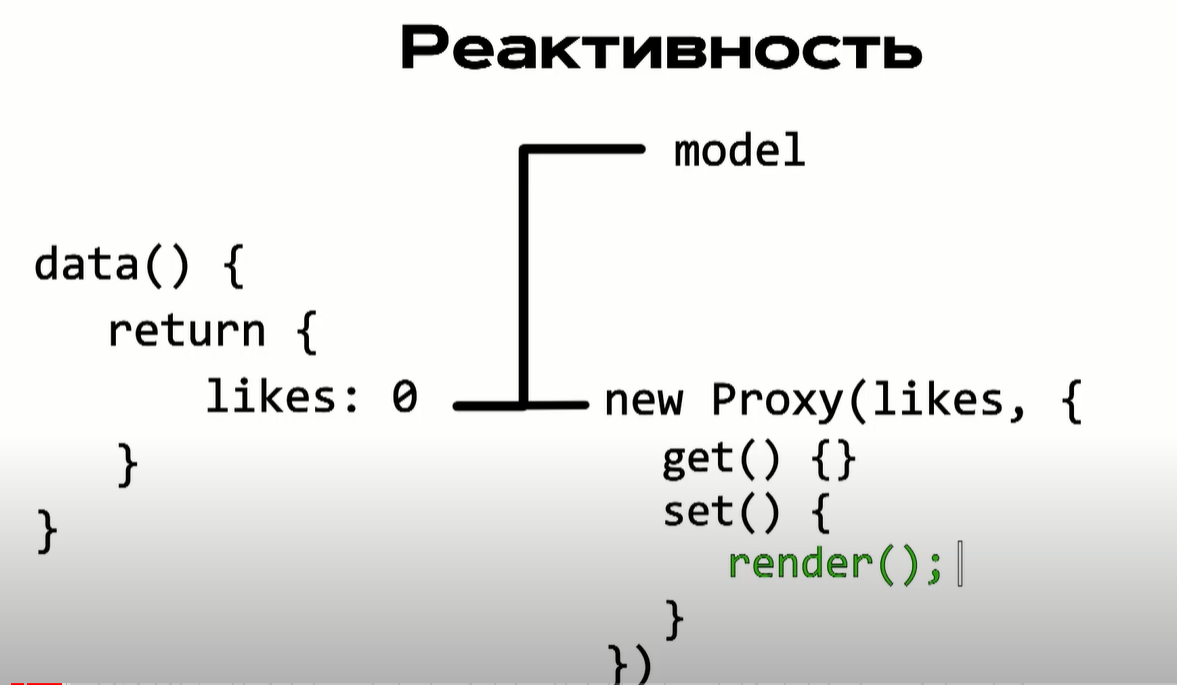 Реактивность
model
data() {
return {
likes: 0
}
}
new Proxy(likes, {
get() {}
set() {
render();
}
})